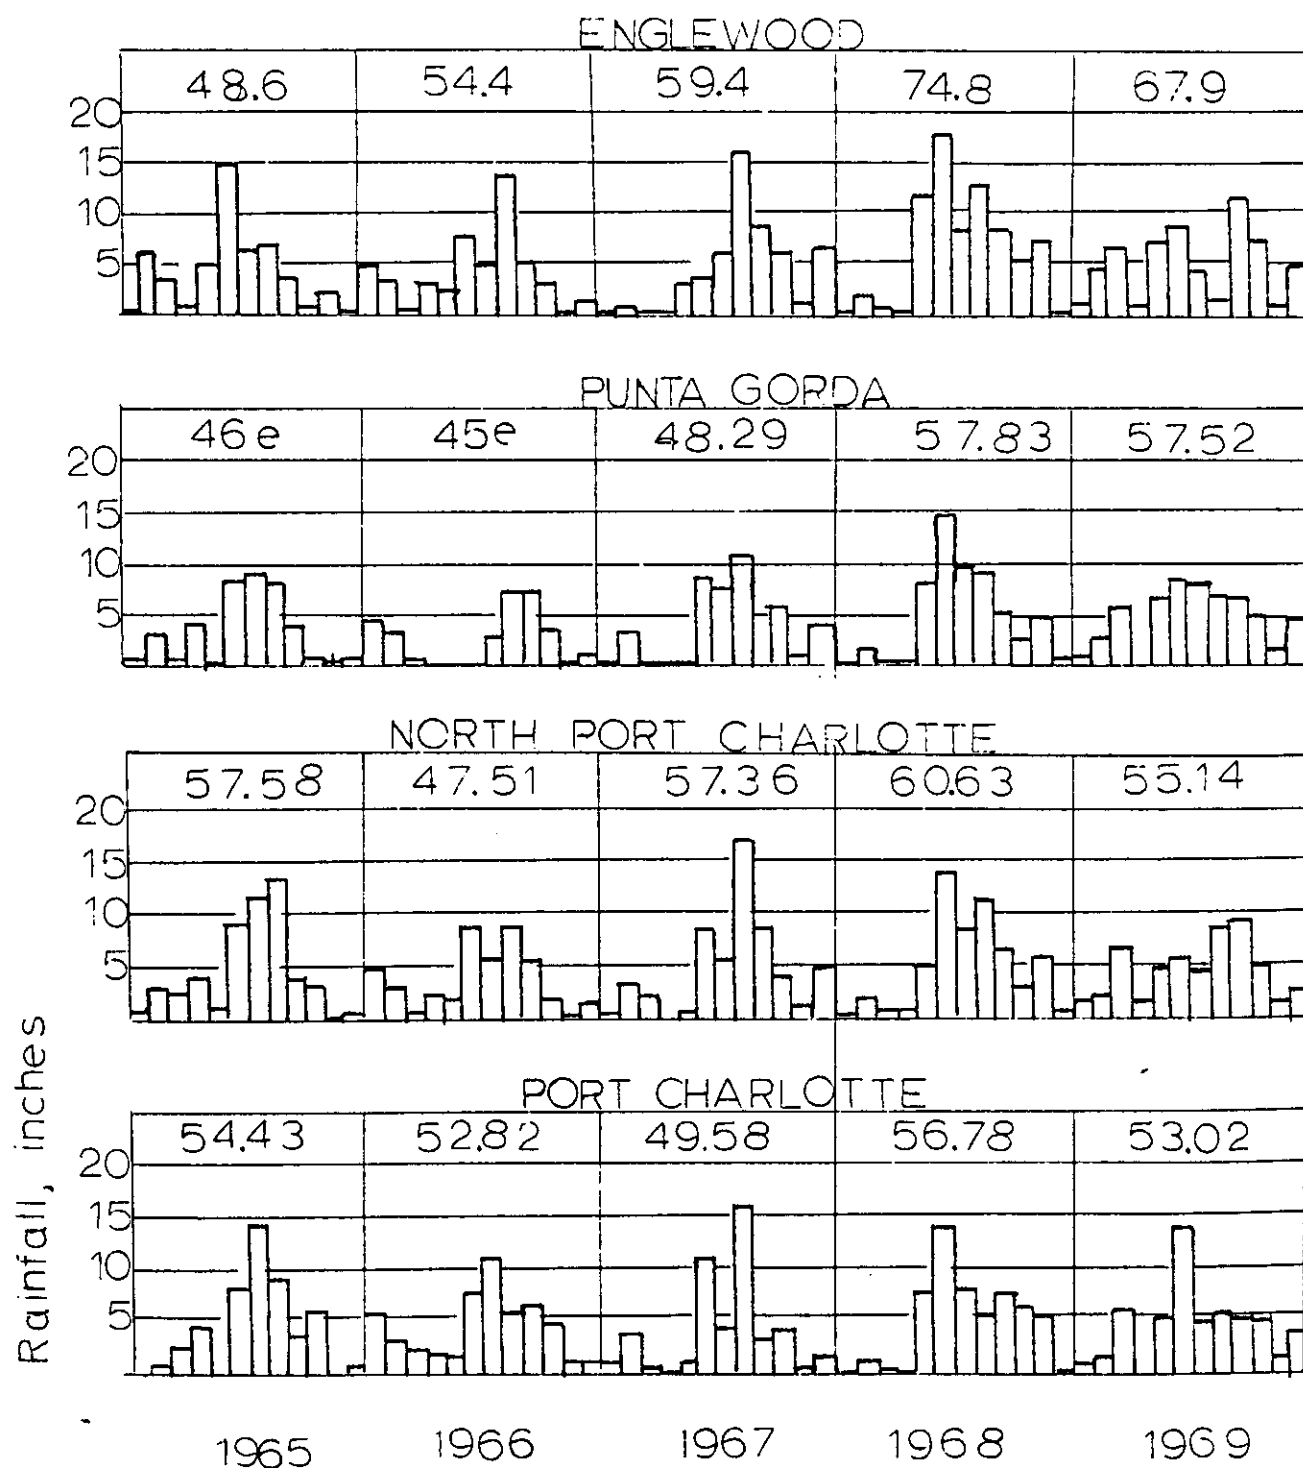 ENGLEWOOD
48.6 54.4 59.4 74.8 67.9
20
15
10
5
PUNTA GORDA
46e 45e 48.29 57.83 57.52
20
15
10
5
NORTH PORT CHARLOTTE
57.58 47.51 57.36 60.63 55.14
20
15
10
5
PORT CHARLOTTE
54.43 52.82 49.58 56.78 53.02
20
15
10
5
Rainfall, inches
1965 1966 1967 1968 1969